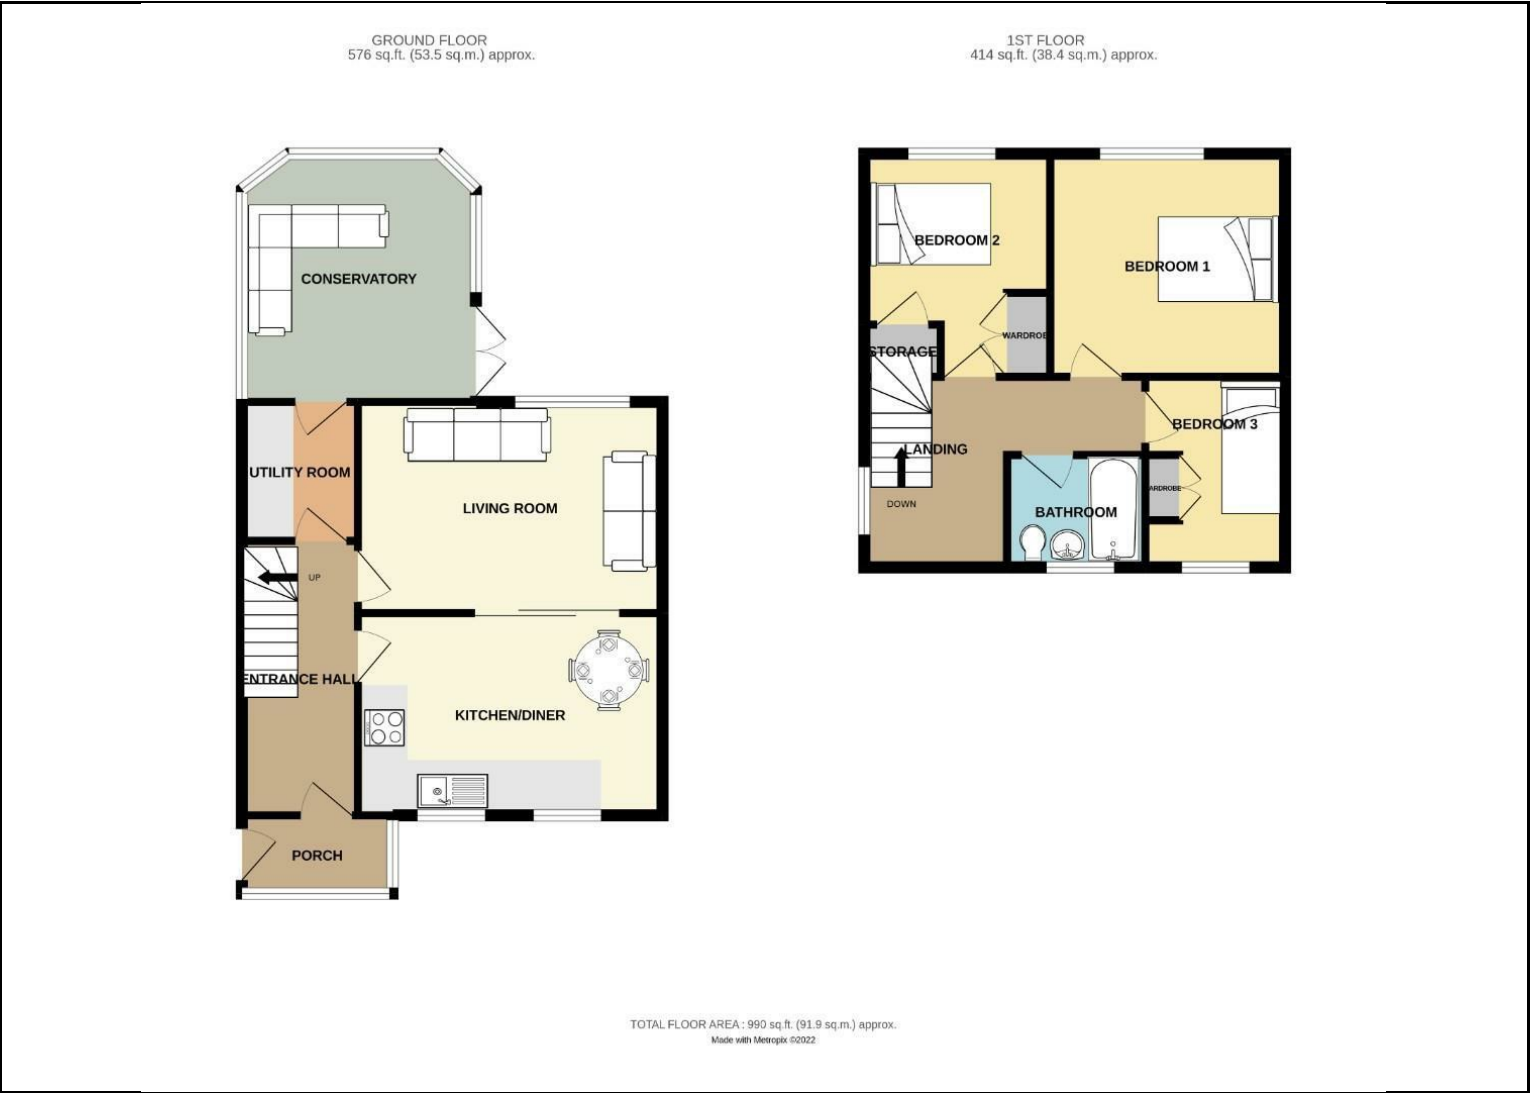 GROUND FLOOR
576 sq.ft. (53.5 sq.m.) approx.
1ST FLOOR
414 sq.ft. (38.4 sq.m.) approx.
CONSERVATORY
UTILITY ROOM
LIVING ROOM
UP
ENTRANCE HALL
KITCHEN/DINER
PORCH
BEDROOM 2
BEDROOM 1
WARDROBE
STORAGE
BEDROOM 3
LANDING
ARDROBE
DOWN
BATHROOM
TOTAL FLOOR AREA : 990 sq.ft. (91.9 sq.m.) approx.
Made with Metropix ©2022